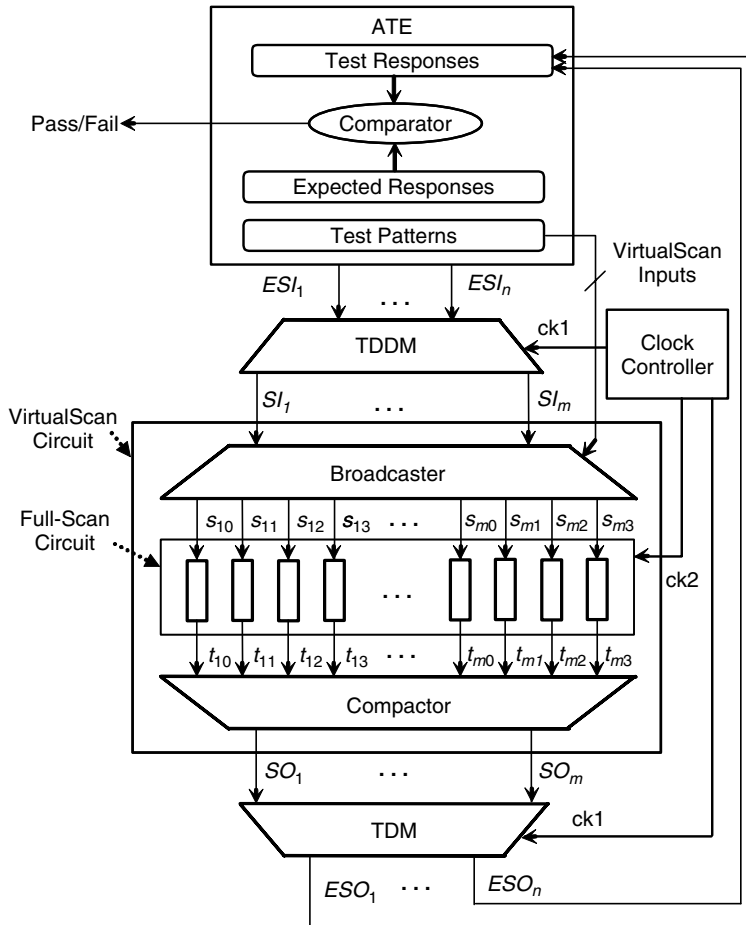 ATE
Test Responses
Pass/Fail
Comparator
Expected Responses
Test Patterns
VirtualScan
Inputs
ESI1
. . .
ESIn
ck1
Clock
Controller
TDDM
SI1
. . .
SIm
VirtualScan
Circuit
Broadcaster
Full-Scan
Circuit
s10 s11 s12 s13 . . . sm0 sm1 sm2 sm3
ck2
. . .
t10 t11 t12 t13 . . . tm0 tm1 tm2 tm3
Compactor
SO1 . . . SOm
TDM
ck1
ESO1 . . . ESOn